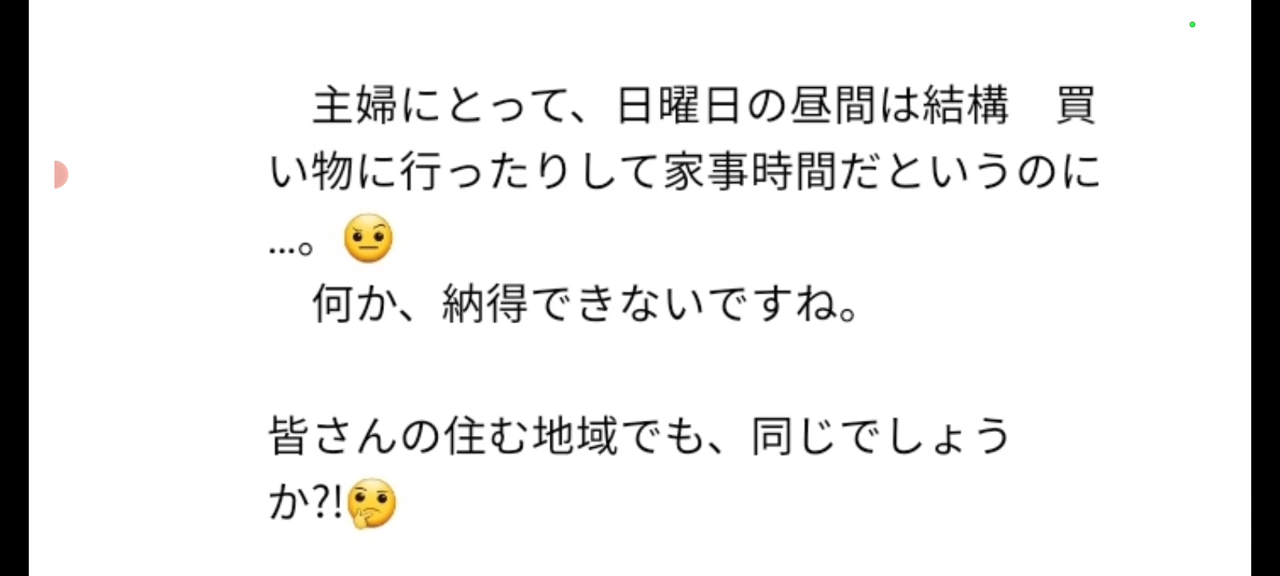 主婦にとって、日曜日の昼間は結構　買
い物に行ったりして家事時間だというのに
…。🤨
　何か、納得できないですね。
皆さんの住む地域でも、同じでしょう
か?!🤔